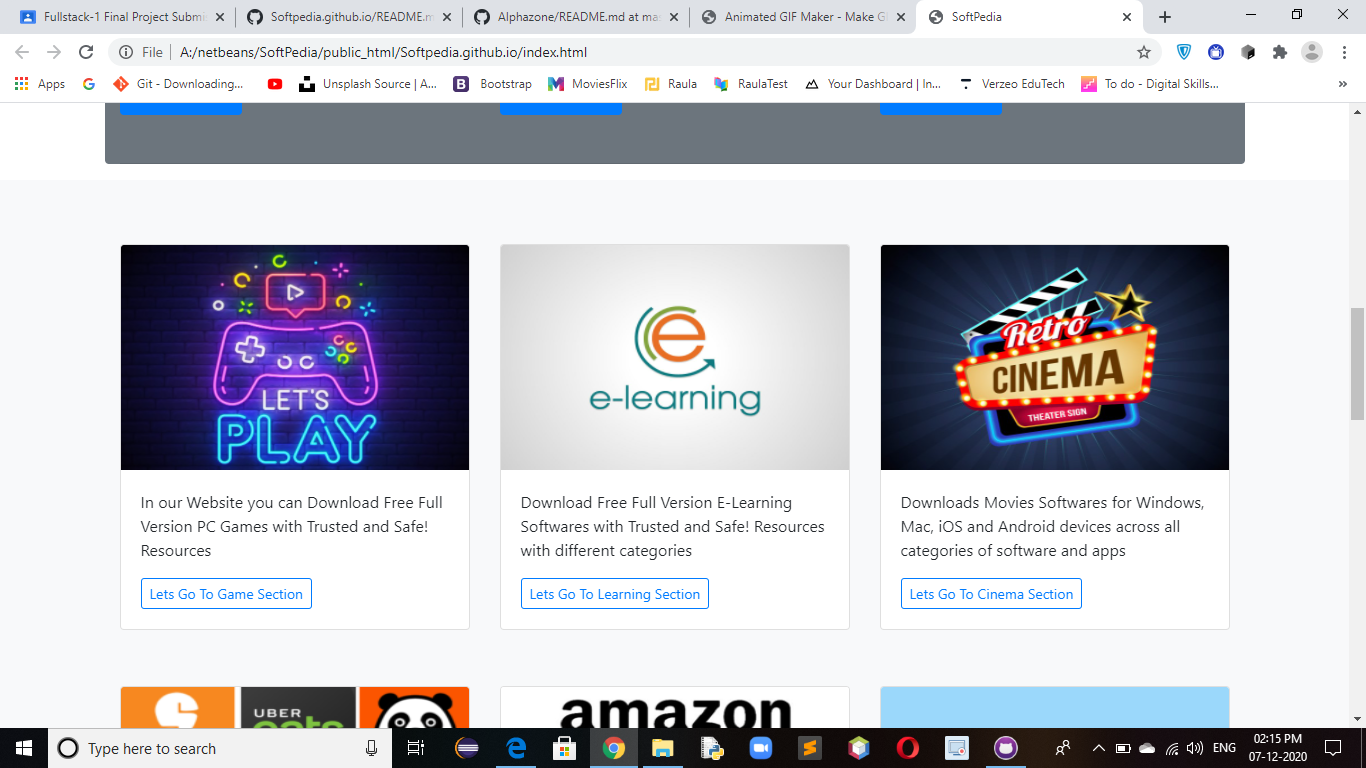 Fullstack-1 Final Project Submi
Softpedia.github.io/README.m
Alphazone/README.md at mas
Animated GIF Maker - Make GI
SoftPedia
File
A:/netbeans/SoftPedia/public_html/Softpedia.github.io/index.html
Apps
Git - Downloading...
Unsplash Source | A...
Bootstrap
MoviesFlix
Raula
RaulaTest
Your Dashboard | In...
Verzeo EduTech
To do - Digital Skills...
»
LET'S
PLAY
e
e-learning
Retro
CINEMA
THEATER SIGN
In our Website you can Download Free Full
Version PC Games with Trusted and Safe!
Resources
Lets Go To Game Section
Download Free Full Version E-Learning
Softwares with Trusted and Safe! Resources
with different categories
Lets Go To Learning Section
Downloads Movies Softwares for Windows,
Mac, iOS and Android devices across all
categories of software and apps
Lets Go To Cinema Section
UBER
eats
amazon
Type here to search
ENG
02:15 PM
07-12-2020